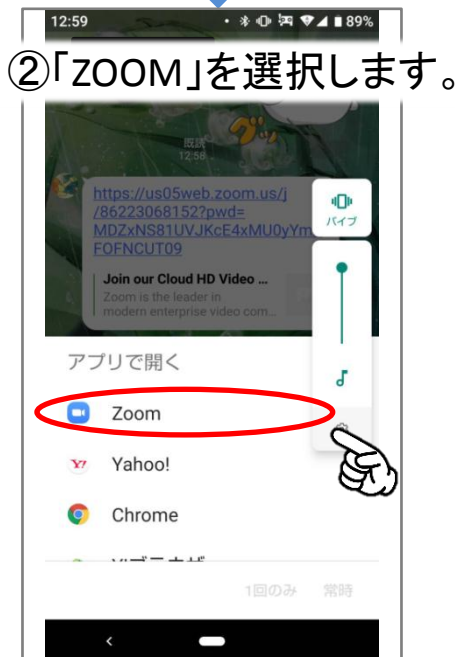 12:59
89%
②「ZOOM」を選択します。
既読
12:58
グッ
https://us05web.zoom.us/j
/86223068152?pwd=
MDZxNS81UVJKcE4xMU0yYm
FOFNCUT09
Join our Cloud HD Video ...
Zoom is the leader in
modern enterprise video com...
バイブ
アプリで開く
Zoom
Y! Yahoo!
Chrome
1回のみ 常時